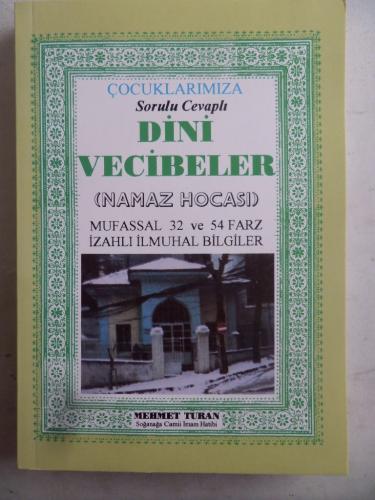 ÇOCUKLARIMIZA
Sorulu Cevaplı
DİNİ
VECİBELER
(NAMAZ HOCASI)
MUFASSAL 32 ve 54 FARZ
İZAHLI İLMUHAL BİLGİLER
MEHMET TURAN
Soğanağa Camii İmam Hatibi